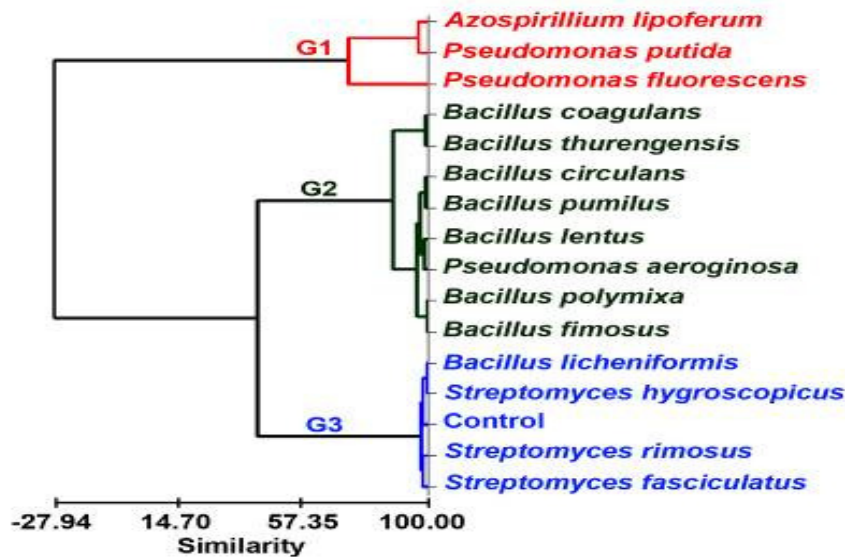 Azospirillium lipoferum
G1
Pseudomonas putida
Pseudomonas fluorescens
Bacillus coagulans
Bacillus thurengensis
Bacillus circulans
G2
Bacillus pumilus
Bacillus lentus
Pseudomonas aeroginosa
Bacillus polymixa
Bacillus fimosus
Bacillus licheniformis
Streptomyces hygroscopicus
G3
Control
Streptomyces rimosus
Streptomyces fasciculatus
-27.94 14.70 57.35 100.00
Similarity